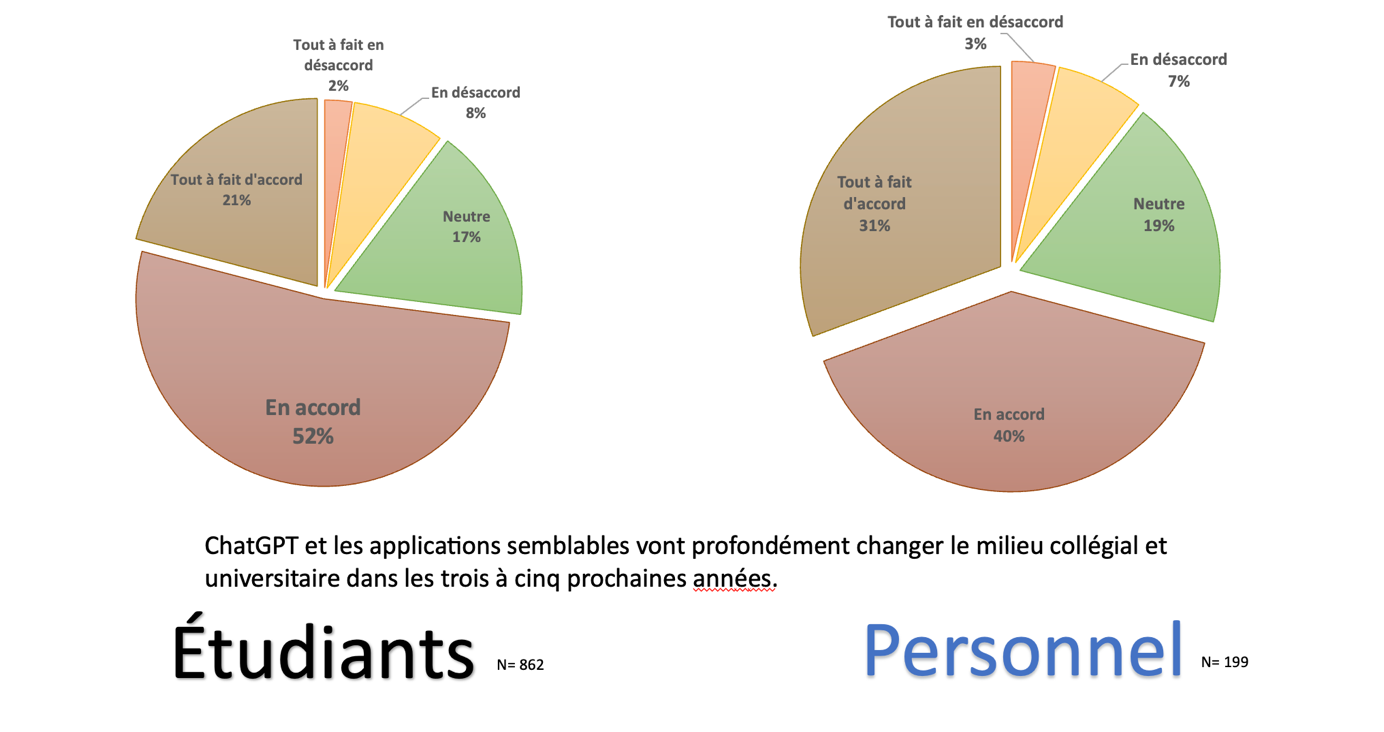 Tout à fait en
désaccord
2%
En désaccord
8%
Neutre
17%
En accord
52%
Tout à fait d'accord
21%
Tout à fait en désaccord
3%
En désaccord
7%
Neutre
19%
En accord
40%
Tout à fait
d'accord
31%
ChatGPT et les applications semblables vont profondément changer le milieu collégial et
universitaire dans les trois à cinq prochaines années.
Étudiants N= 862
Personnel N= 199